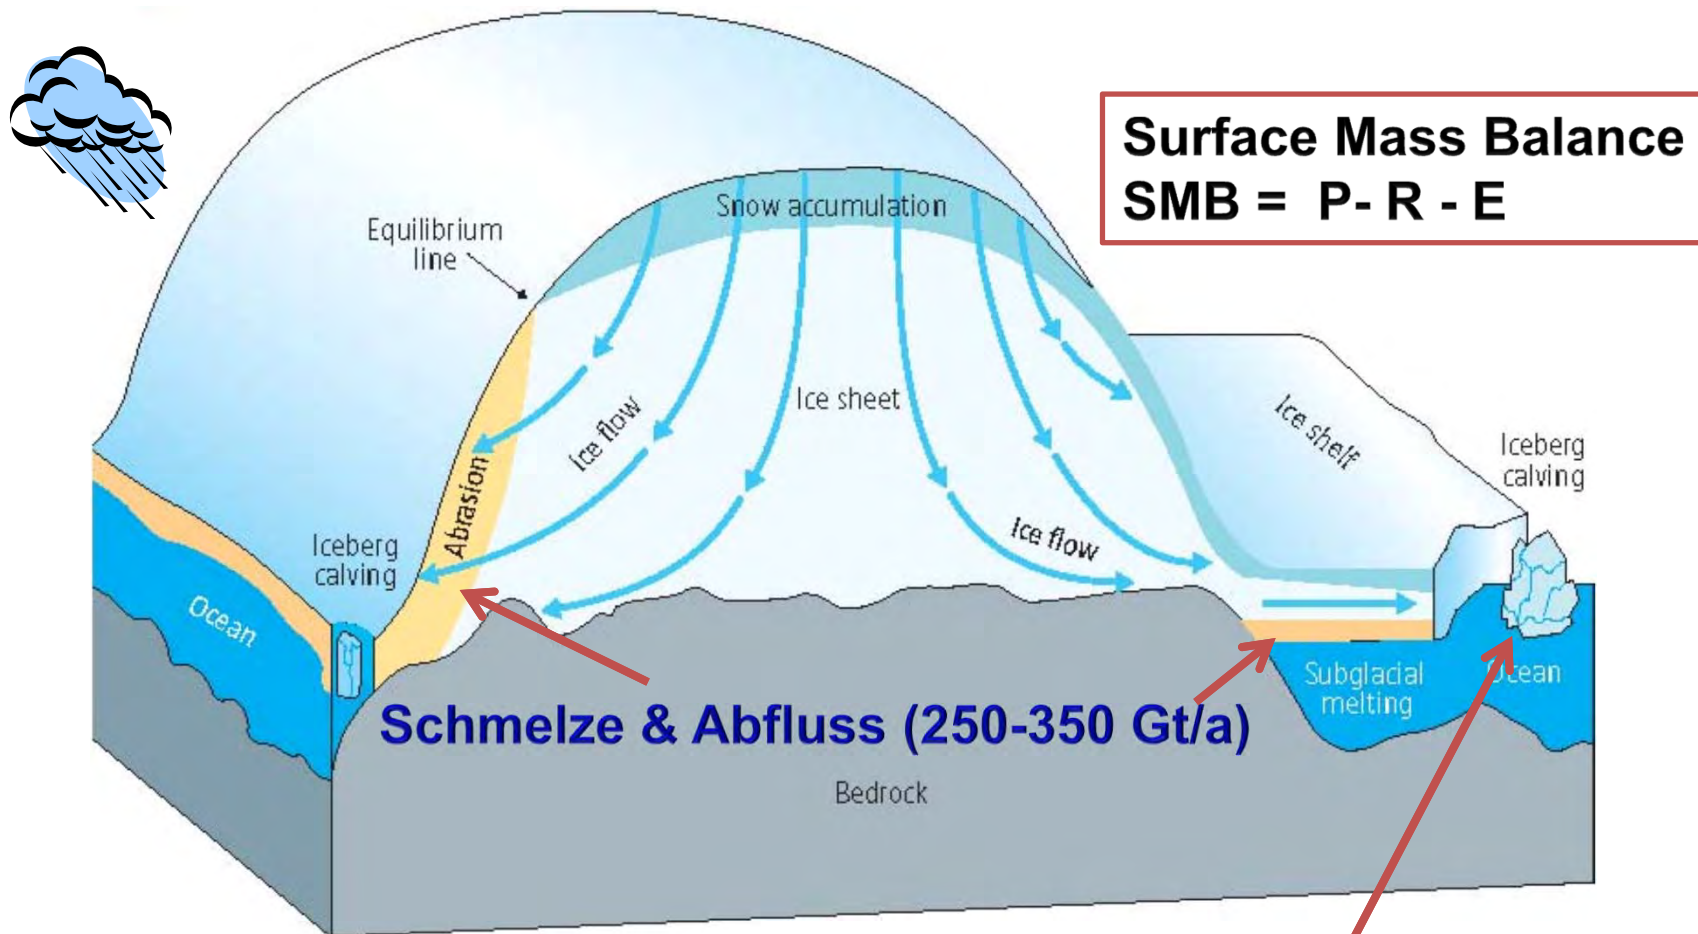 Surface Mass Balance
SMB = P- R - E
Snow accumulation
Equilibrium
line
Ice sheet
Ice flow
Abrasion
Ice flow
Ice shelf
Iceberg
calving
Iceberg
calving
Ocean
Subglacial
melting
Ocean
Schmelze & Abfluss (250-350 Gt/a)
Bedrock